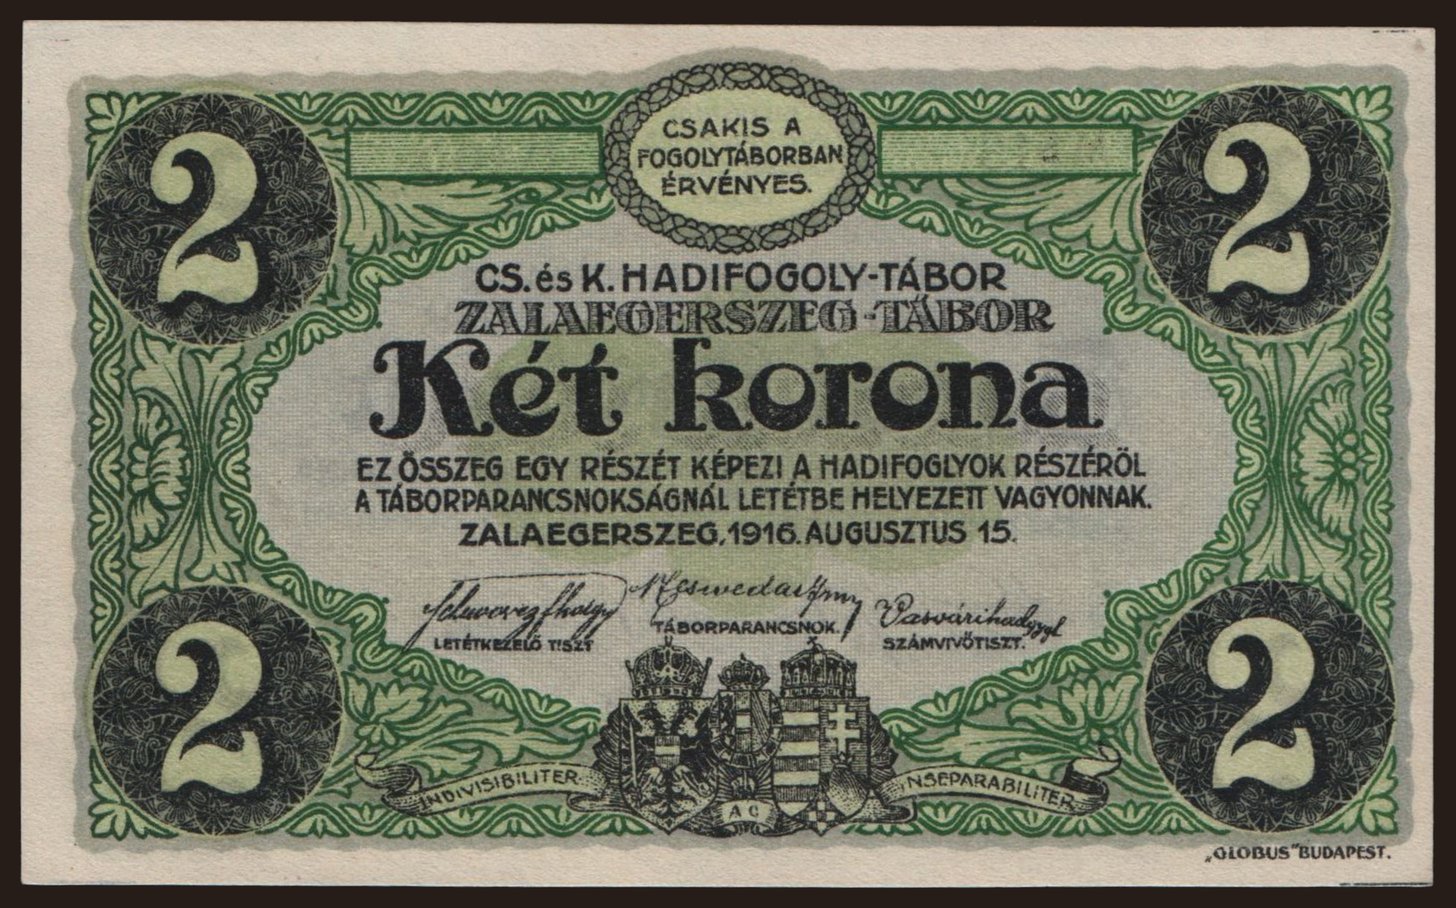 2
2
CSAKIS A
FOGOLYTÁBORBAN
ÉRVÉNYES.
CS. és K. HADIFOGOLY-TÁBOR
ZALAEGERSZEG-TÁBOR
Két korona
EZ ÖSSZEG EGY RÉSZÉT KÉPEZI A HADIFOGLYOK RÉSZÉRŐL
A TÁBORPARANCSNOKSÁGNÁL LETÉTBE HELYEZETT VAGYONNAK.
ZALAEGERSZEG, 1916. AUGUSZTUS 15.
LETÉTKEZELŐ TISZT
TÁBORPARANCSNOK.
SZÁMVIVŐTISZT.
2
2
INDIVISIBILITER
AC
INSEPARABILITER
„GLOBUS" BUDAPEST.